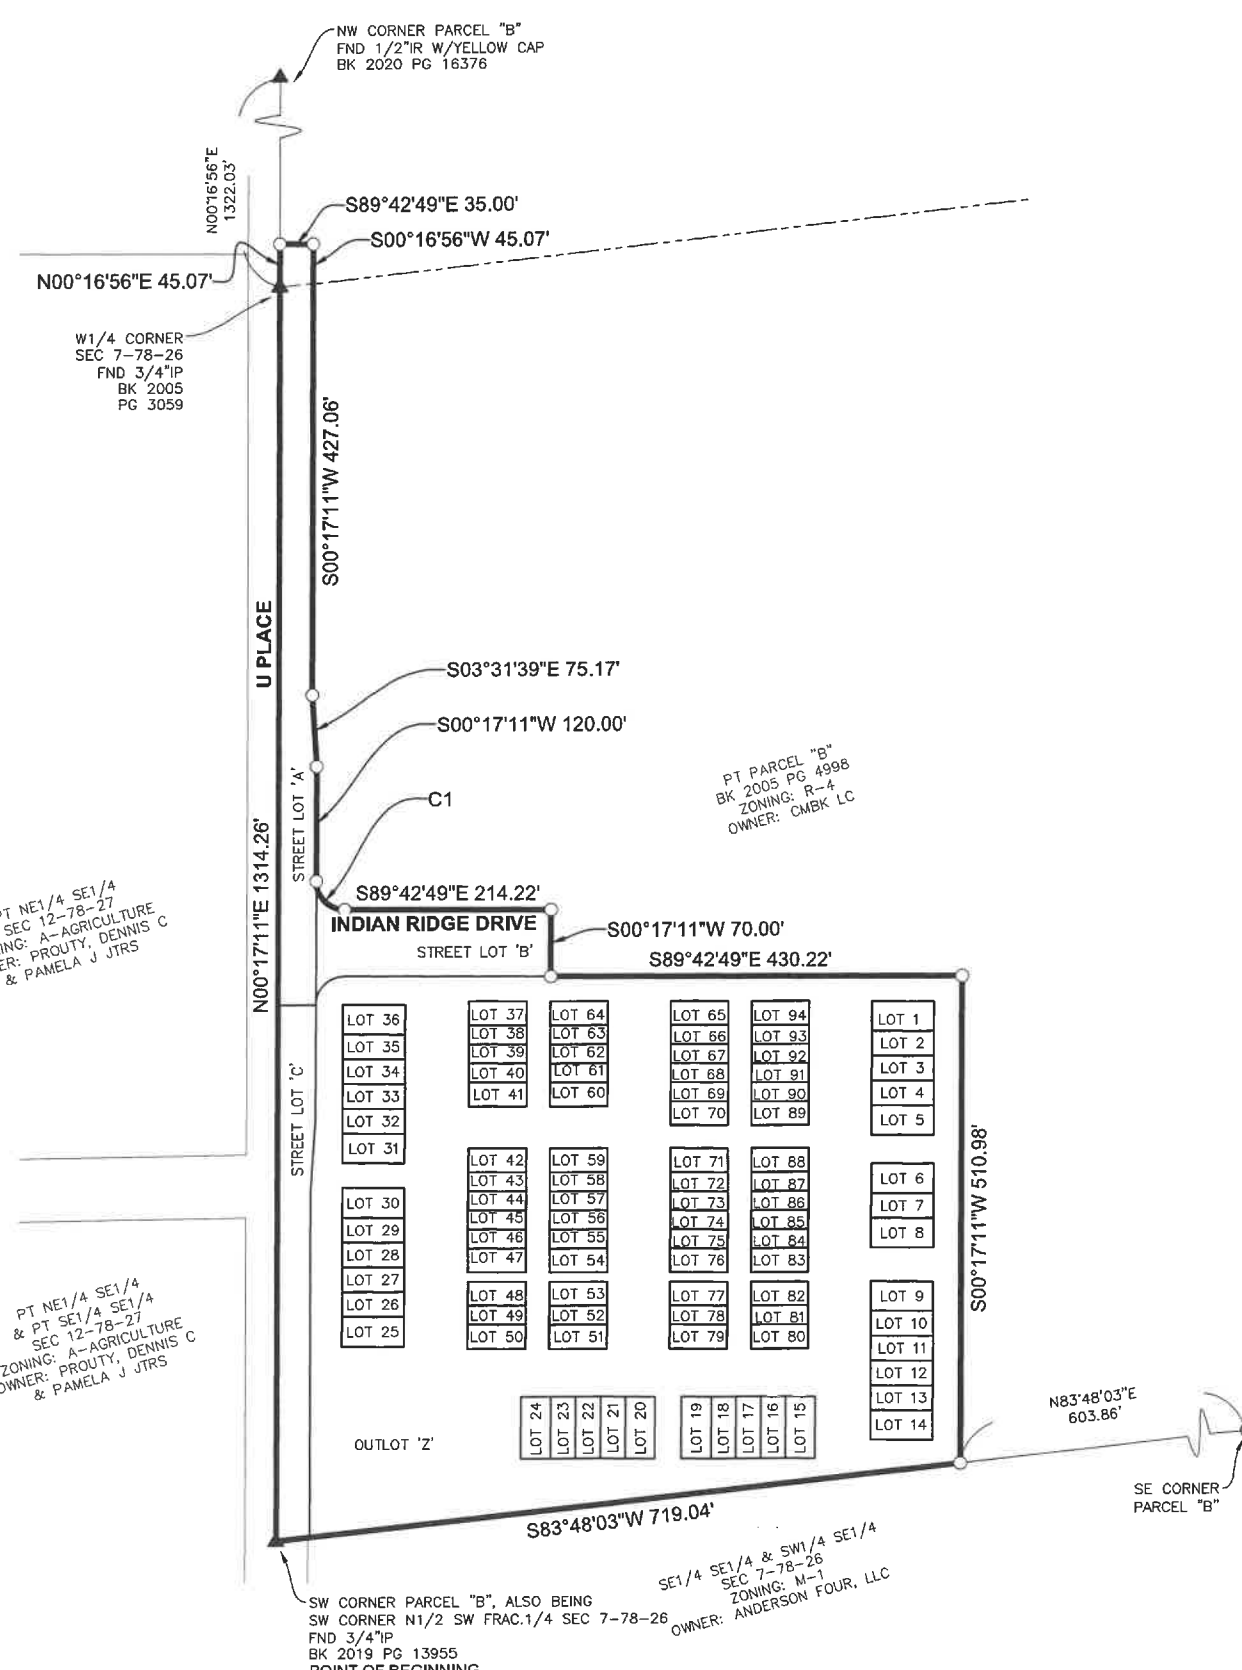 NW CORNER PARCEL "B"
FND 1/2"IR W/YELLOW CAP
BK 2020 PG 16376
N00°16'56"E
1322.03'
S89°42'49"E 35.00'
S00°16'56"W 45.07'
N00°16'56"E 45.07'
W1/4 CORNER
SEC 7-78-26
FND 3/4"IP
BK 2005
PG 3059
S00°17'11"W 427.06'
U PLACE
S03°31'39"E 75.17'
S00°17'11"W 120.00'
C1
STREET LOT 'A'
N00°17'11"E 1314.26'
PT PARCEL "B"
BK 2005 PG 4998
ZONING: R-4
OWNER: CMBK LC
PT NE1/4 SE1/4
SEC 12-78-27
A-AGRICULTURE
PROUTY, DENNIS C
& PAMELA J JTRS
S89°42'49"E 214.22'
INDIAN RIDGE DRIVE
STREET LOT 'B'
S00°17'11"W 70.00'
S89°42'49"E 430.22'
STREET LOT 'C'
LOT 36
LOT 35
LOT 34
LOT 33
LOT 32
LOT 31
LOT 30
LOT 29
LOT 28
LOT 27
LOT 26
LOT 25
LOT 37
LOT 38
LOT 39
LOT 40
LOT 41
LOT 42
LOT 43
LOT 44
LOT 45
LOT 46
LOT 47
LOT 48
LOT 49
LOT 50
LOT 64
LOT 63
LOT 62
LOT 61
LOT 60
LOT 59
LOT 58
LOT 57
LOT 56
LOT 55
LOT 54
LOT 53
LOT 52
LOT 51
LOT 65
LOT 66
LOT 67
LOT 68
LOT 69
LOT 70
LOT 71
LOT 72
LOT 73
LOT 74
LOT 75
LOT 76
LOT 77
LOT 78
LOT 79
LOT 94
LOT 93
LOT 92
LOT 91
LOT 90
LOT 89
LOT 88
LOT 87
LOT 86
LOT 85
LOT 84
LOT 83
LOT 82
LOT 81
LOT 80
LOT 1
LOT 2
LOT 3
LOT 4
LOT 5
LOT 6
LOT 7
LOT 8
LOT 9
LOT 10
LOT 11
LOT 12
LOT 13
LOT 14
S00°17'11"W 510.98'
LOT 24
LOT 23
LOT 22
LOT 21
LOT 20
LOT 19
LOT 18
LOT 17
LOT 16
LOT 15
OUTLOT 'Z'
PT NE1/4 SE1/4
& PT SE1/4 SE1/4
SEC 12-78-27
ZONING: A-AGRICULTURE
OWNER: PROUTY, DENNIS C
& PAMELA J JTRS
N83°48'03"E
603.86'
SE CORNER
PARCEL "B"
S83°48'03"W 719.04'
SE1/4 SE1/4 & SW1/4 SE1/4
SEC 7-78-26
ZONING: M-1
OWNER: ANDERSON FOUR, LLC
SW CORNER PARCEL "B", ALSO BEING
SW CORNER N1/2 SW FRAC.1/4 SEC 7-78-26
FND 3/4"IP
BK 2019 PG 13955
POINT OF BEGINNING